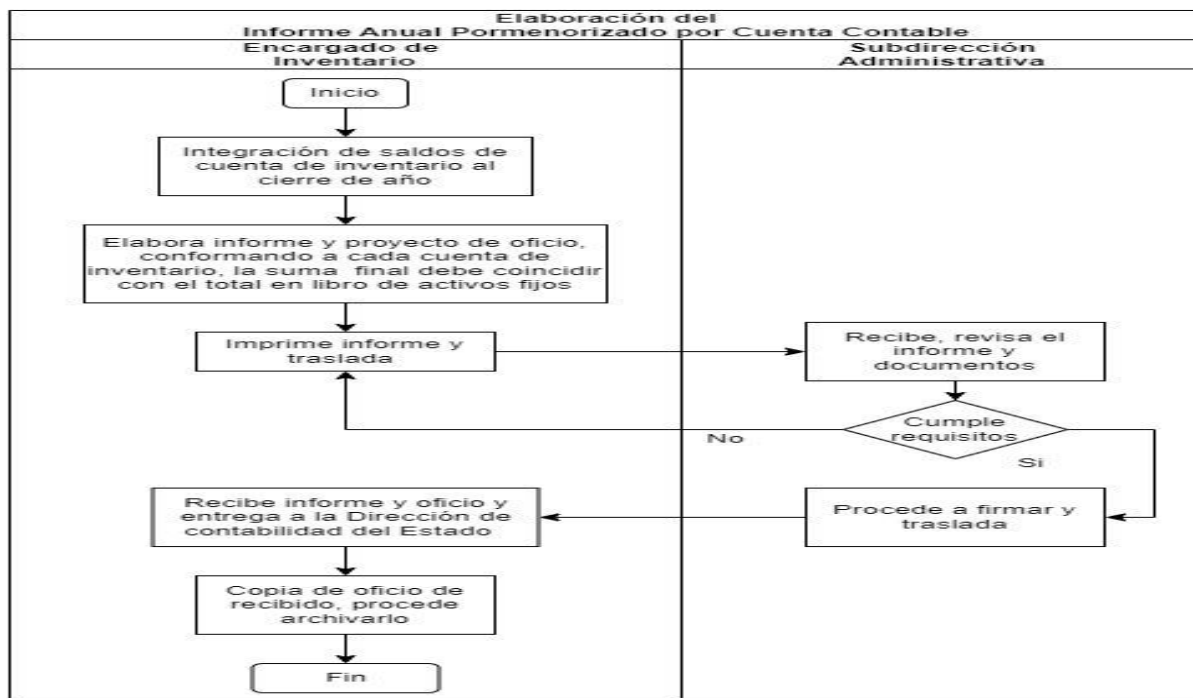 Elaboración del
Informe Anual Pormenorizado por Cuenta Contable
Encargado de
Inventario
Subdirección
Administrativa
Inicio
Integración de saldos de
cuenta de inventario al
cierre de año
Elabora informe y proyecto de oficio,
conformando a cada cuenta de
inventario, la suma final debe coincidir
con el total en libro de activos fijos
Imprime informe y
traslada
Recibe, revisa el
informe y
documentos
Cumple
requisitos
No
Si
Procede a firmar y
traslada
Recibe informe y oficio y
entrega a la Dirección de
contabilidad del Estado
Copia de oficio de
recibido, procede
archivarlo
Fin